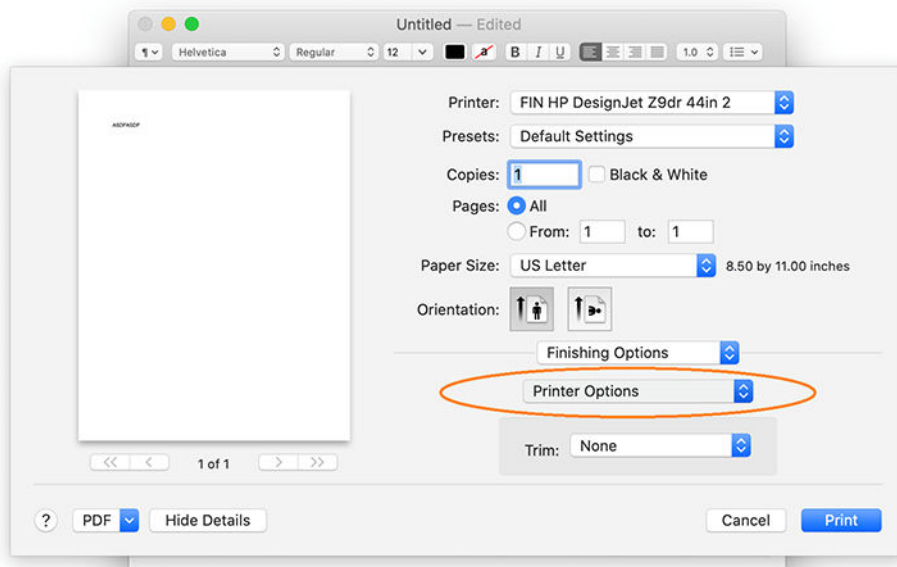 Untitled — Edited
¶ Helvetica Regular 12 a B I U 1.0
ASDFASDF
Printer: FIN HP DesignJet Z9dr 44in 2
Presets: Default Settings
Copies: 1 Black & White
Pages: All
From: 1 to: 1
Paper Size: US Letter 8.50 by 11.00 inches
Orientation:
Finishing Options
Printer Options
Trim: None
<< < 1 of 1 > >>
? PDF Hide Details Cancel Print